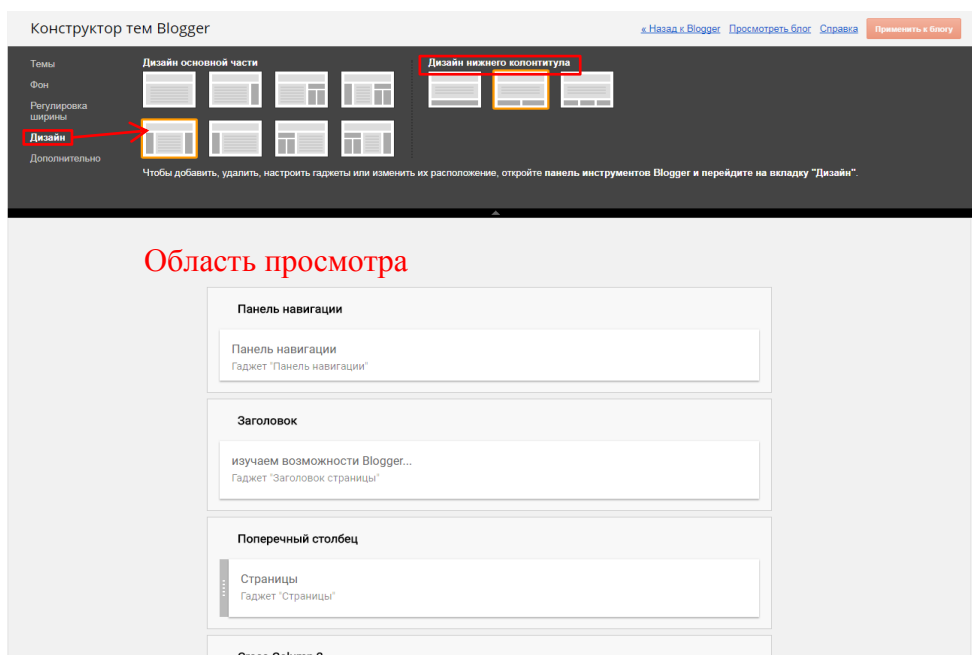 Конструктор тем Blogger
« Назад к Blogger Просмотреть блог Справка Применить к блогу
Темы
Фон
Регулировка
ширины
Дизайн
Дополнительно
Дизайн основной части
Дизайн нижнего колонтитула
Чтобы добавить, удалить, настроить гаджеты или изменить их расположение, откройте панель инструментов Blogger и перейдите на вкладку "Дизайн".
Область просмотра
Панель навигации
Панель навигации
Гаджет "Панель навигации"
Заголовок
изучаем возможности Blogger...
Гаджет "Заголовок страницы"
Поперечный столбец
Страницы
Гаджет "Страницы"